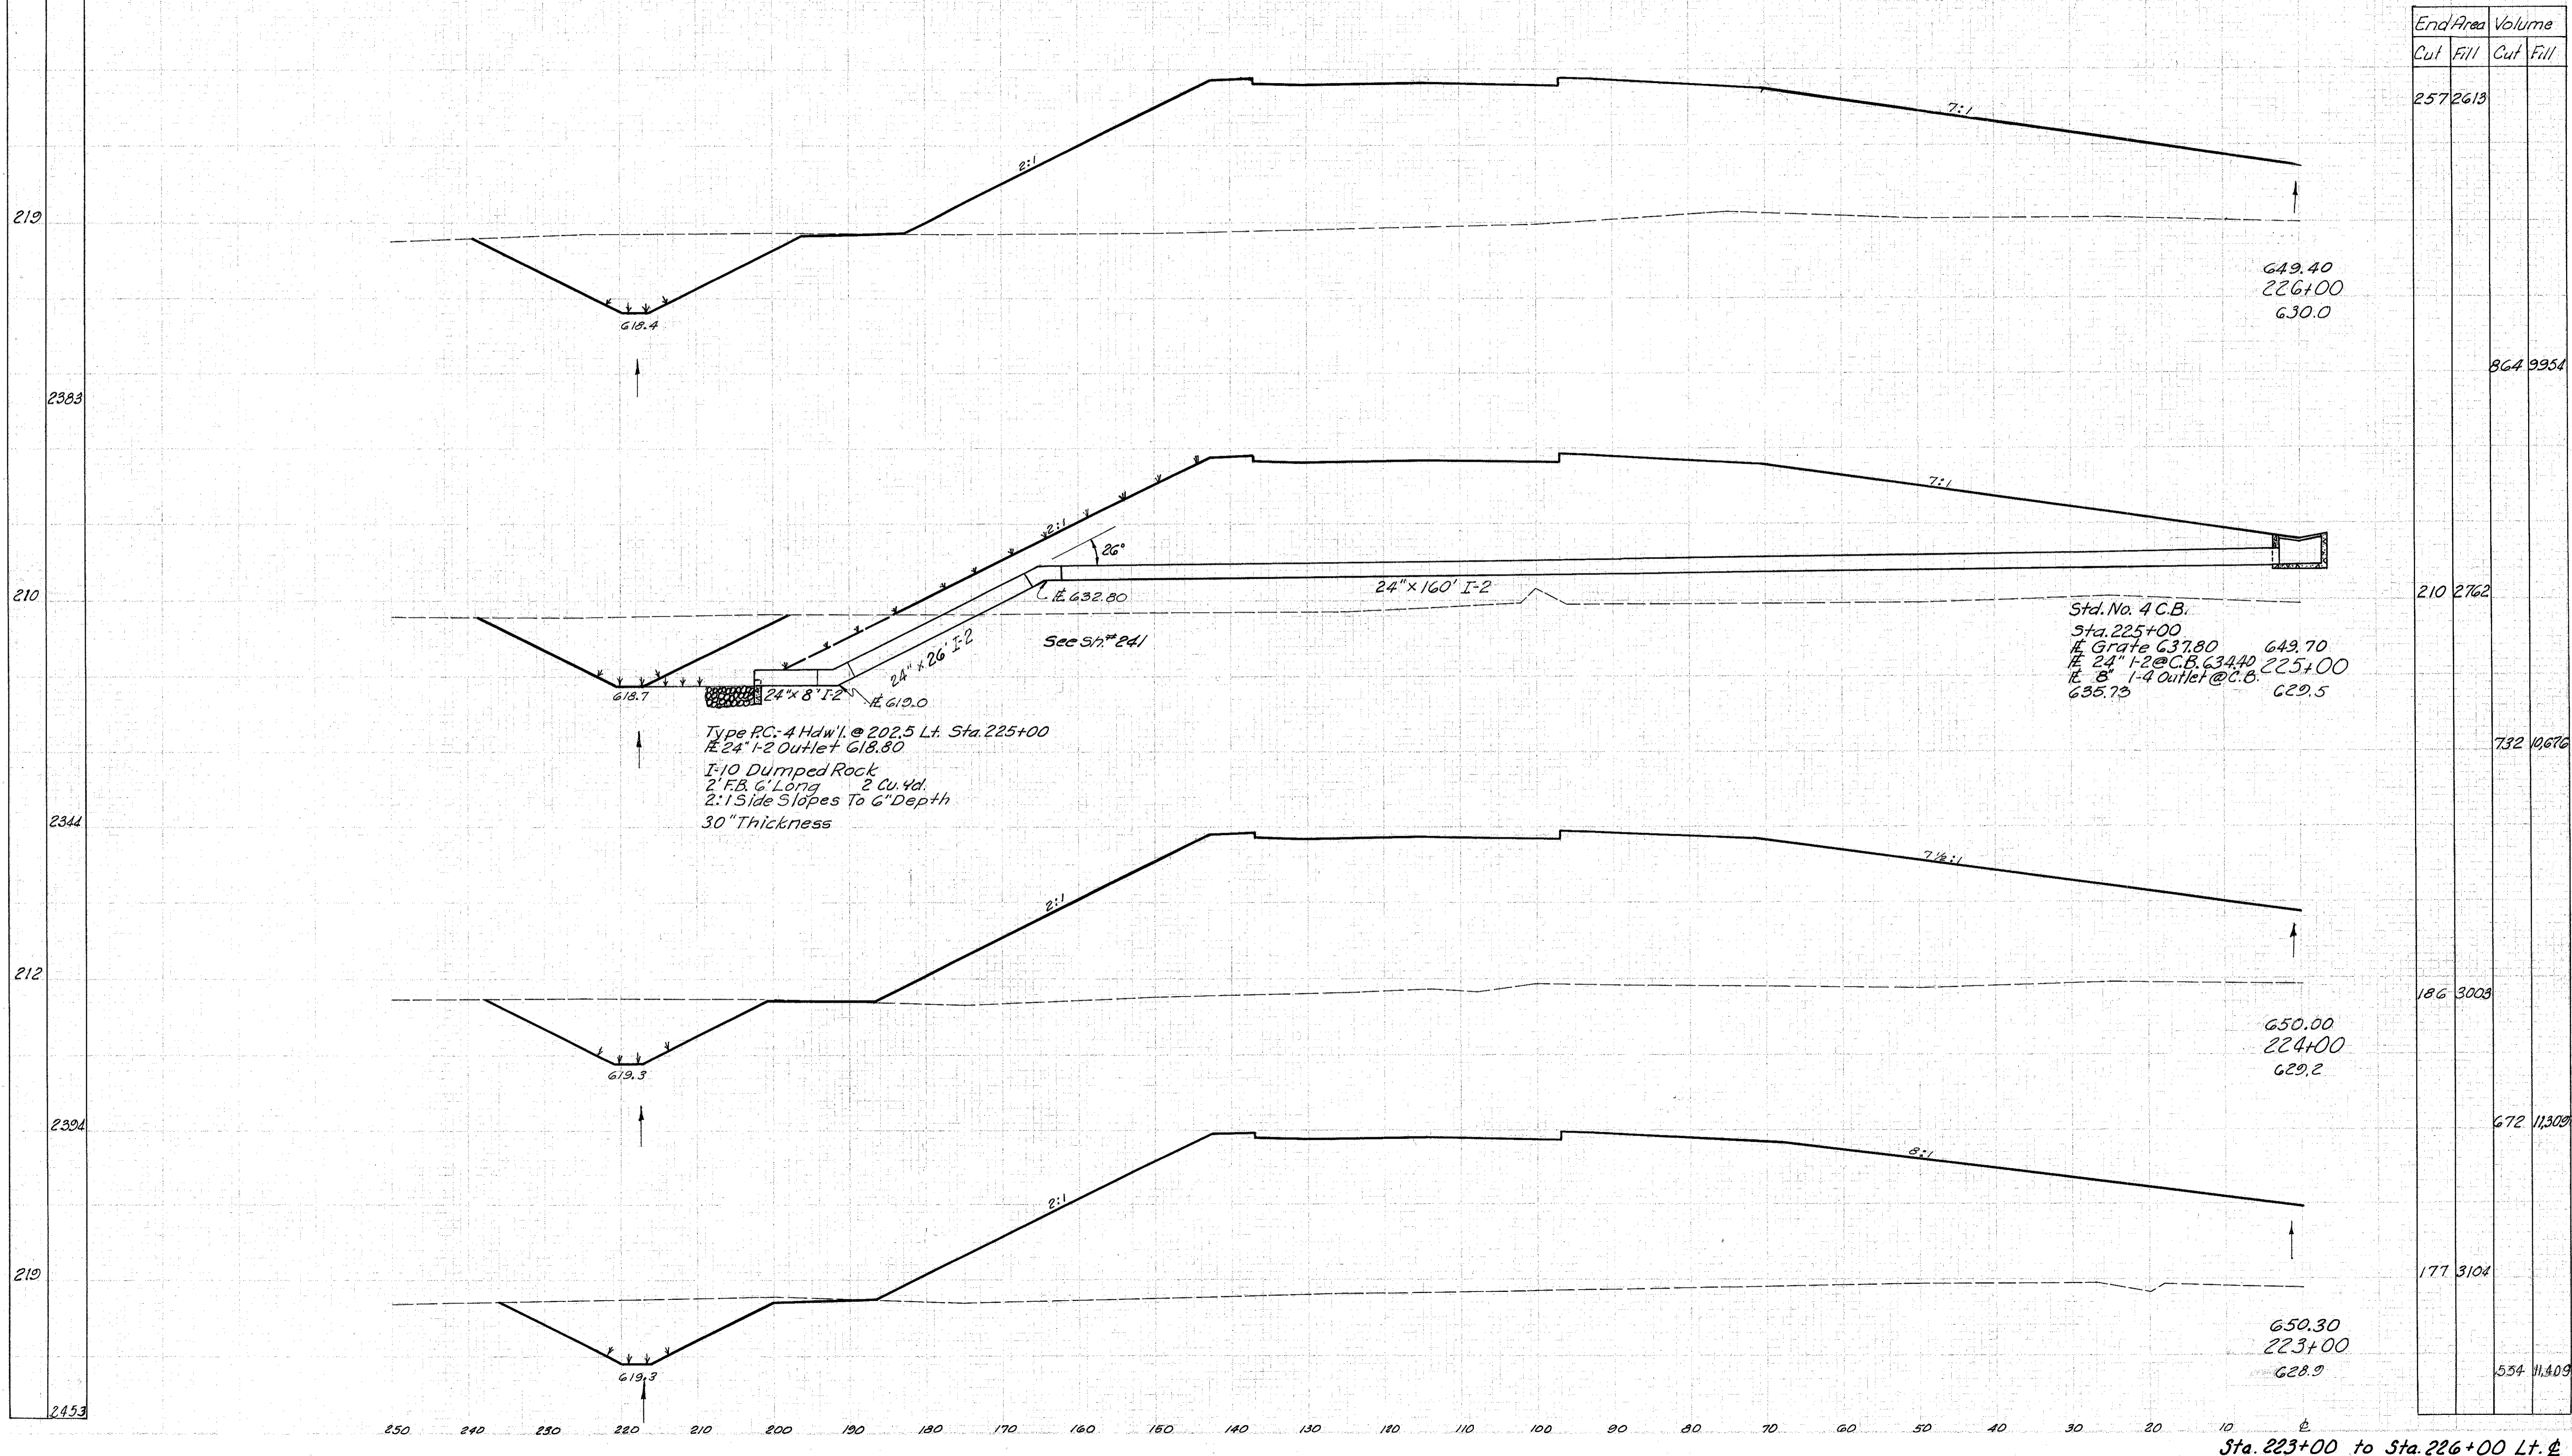 End Area Volume
Cut Fill Cut Fill
257 2613
7:1
2:1
219
649.40
226+00
630.0
618.4
864 9954
2383
7:1
2:1
26°
24" x 160' I-2
210
210 2762
℄ 632.80
Std. No. 4 C.B.
Sta. 225+00
℄ Grate 637.80
℄ 24" I-2 @ C.B. 634.40
℄ 8" I-4 Outlet @ C.B.
635.73
649.70
225+00
629.5
See Sh.# 241
24" x 26' I-2
24" x 8' I-2
℄ 619.0
618.7
Type P.C.-4 Hdw'l. @ 202.5 Lt. Sta. 225+00
℄ 24" I-2 Outlet 618.80
I-10 Dumped Rock
2' F.B. 6' Long 2 Cu. Yd.
2:1 Side Slopes To 6" Depth
30" Thickness
732 10,676
2344
7½:1
2:1
212
186 3003
650.00
224+00
629.2
619.3
2394
672 11,309
8:1
2:1
219
177 3104
650.30
223+00
628.9
619.3
554 11,409
2453
250 240 230 220 210 200 190 180 170 160 150 140 130 120 110 100 90 80 70 60 50 40 30 20 10 ℄
Sta. 223+00 to Sta. 226+00 Lt. ℄